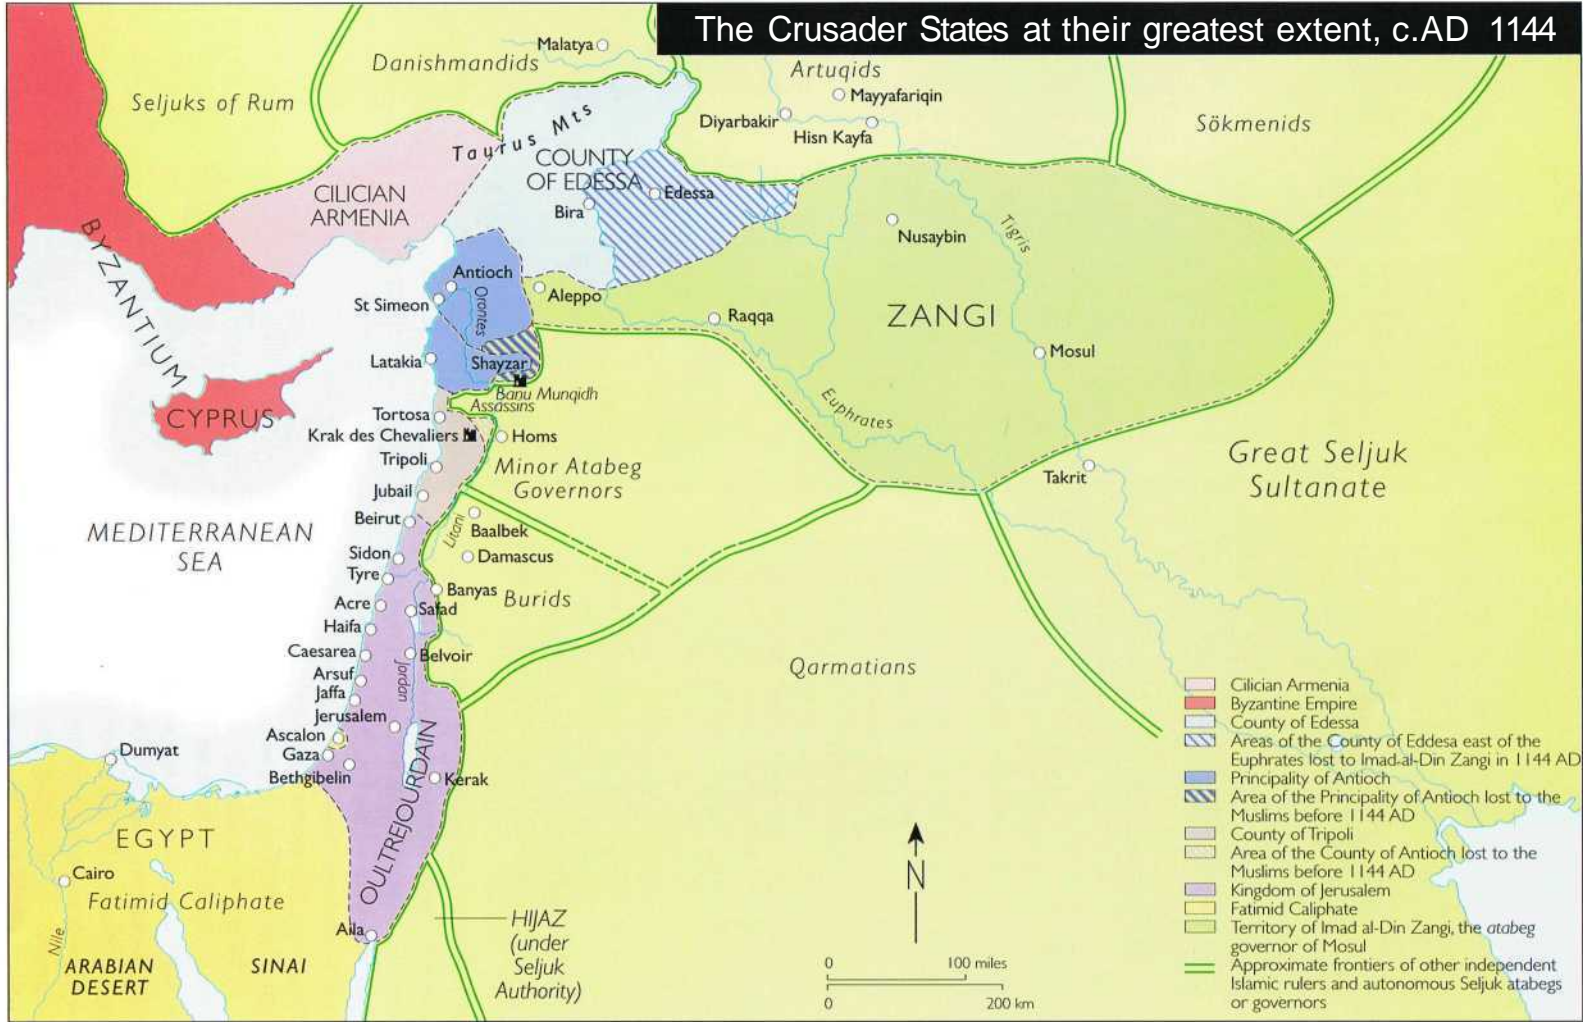 The Crusader States at their greatest extent, c.AD 1144
Malatya
Danishmandids
Artuqids
Seljuks of Rum
Mayyafariqin
Diyarbakir
Hisn Kayfa
Sökmenids
Taurus Mts
COUNTY
OF EDESSA
CILICIAN
ARMENIA
Edessa
Bira
BYZANTIUM
Nusaybin
Tigris
Antioch
St Simeon
Orontes
Aleppo
Raqqa
ZANGI
Mosul
Latakia
Shayzar
Banu Munqidh
Assassins
CYPRUS
Tortosa
Krak des Chevaliers
Homs
Euphrates
Tripoli
Minor Atabeg
Governors
Great Seljuk
Sultanate
Takrit
Jubail
Beirut
Litani
Baalbek
MEDITERRANEAN
SEA
Sidon
Damascus
Tyre
Banyas
Burids
Acre
Safad
Haifa
Caesarea
Belvoir
Qarmatians
Arsuf
Jordan
Jaffa
Jerusalem
Ascalon
Gaza
Bethgibelin
Kerak
OULTREJOURDAIN
Dumyat
EGYPT
Cairo
Fatimid Caliphate
Nile
Aila
ARABIAN
DESERT
SINAI
HIJAZ
(under
Seljuk
Authority)
N
0 100 miles
0 200 km
Cilician Armenia
Byzantine Empire
County of Edessa
Areas of the County of Eddesa east of the
Euphrates lost to Imad-al-Din Zangi in 1144 AD
Principality of Antioch
Area of the Principality of Antioch lost to the
Muslims before 1144 AD
County of Tripoli
Area of the County of Antioch lost to the
Muslims before 1144 AD
Kingdom of Jerusalem
Fatimid Caliphate
Territory of Imad al-Din Zangi, the atabeg
governor of Mosul
Approximate frontiers of other independent
Islamic rulers and autonomous Seljuk atabegs
or governors